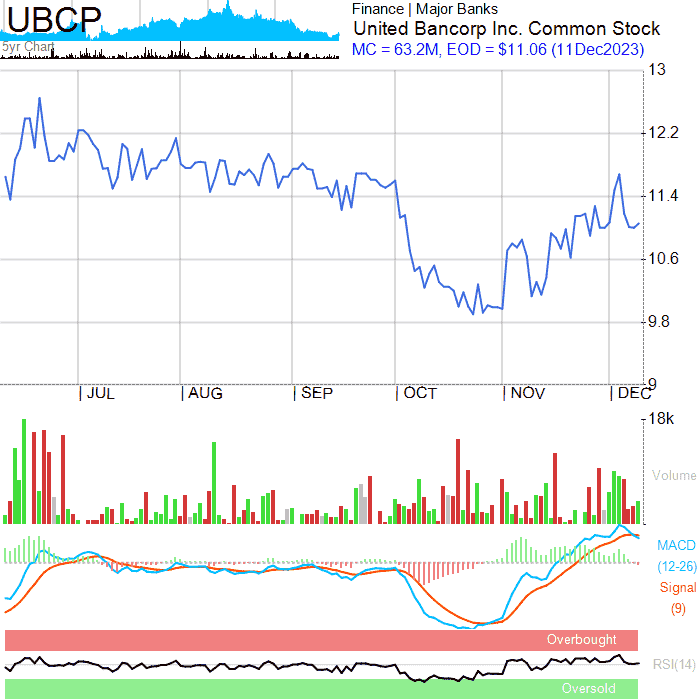 UBCP
5yr Chart
Finance | Major Banks
United Bancorp Inc. Common Stock
MC = 63.2M, EOD = $11.06 (11Dec2023)
13
12.2
11.4
10.6
9.8
9
| JUL | AUG | SEP | OCT | NOV | DEC
18k
Volume
MACD
(12-26)
Signal
(9)
Overbought
RSI(14)
Oversold